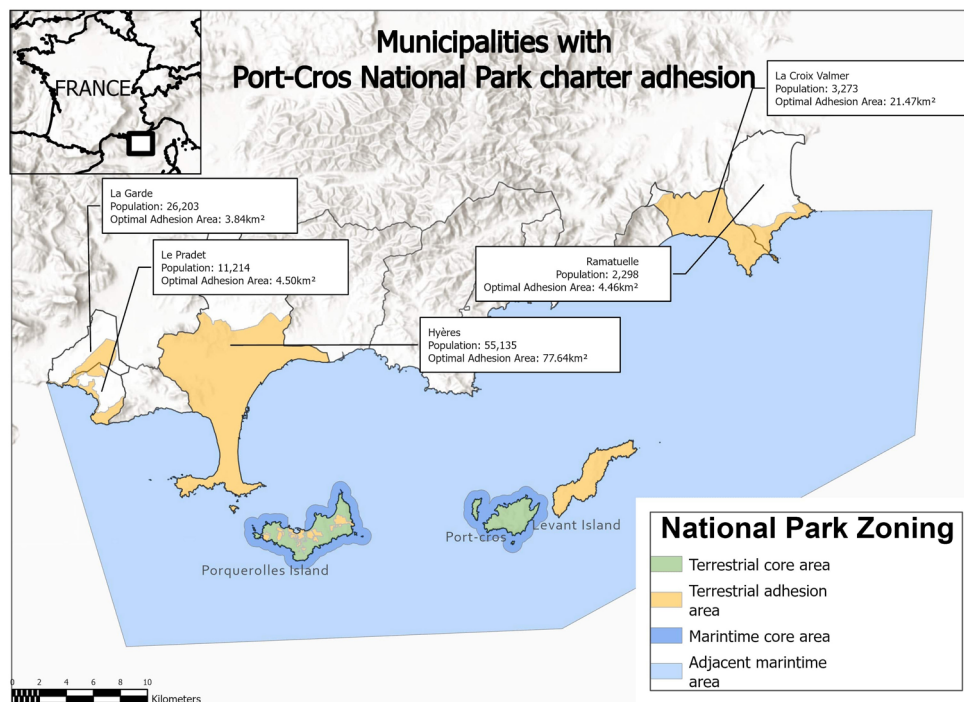 Municipalities with
Port-Cros National Park charter adhesion
FRANCE
La Croix Valmer
Population: 3,273
Optimal Adhesion Area: 21.47km²
La Garde
Population: 26,203
Optimal Adhesion Area: 3.84km²
Le Pradet
Population: 11,214
Optimal Adhesion Area: 4.50km²
Ramatuelle
Population: 2,298
Optimal Adhesion Area: 4.46km²
Hyères
Population: 55,135
Optimal Adhesion Area: 77.64km²
Levant Island
Port-cros
Porquerolles Island
National Park Zoning
Terrestrial core area
Terrestrial adhesion
area
Marintime core area
Adjacent marintime
area
0 2 4 6 8 10
Kilometers